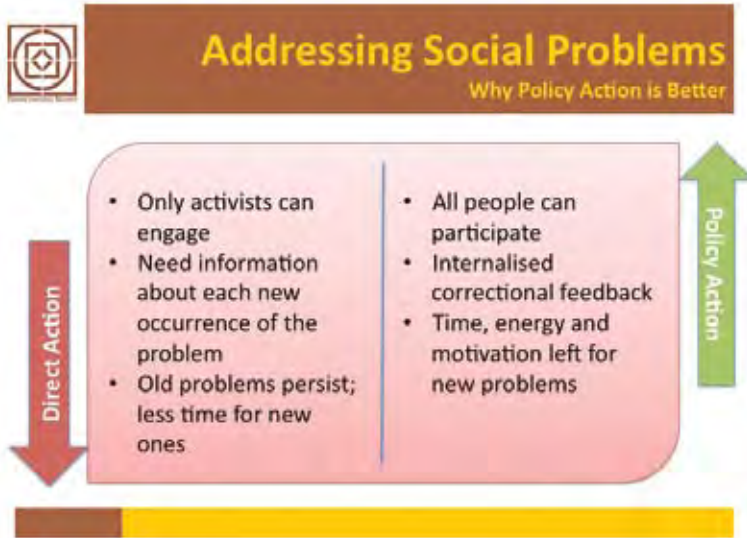 Addressing Social Problems
Why Policy Action is Better
Direct Action
• Only activists can
engage
• Need information
about each new
occurrence of the
problem
• Old problems persist;
less time for new
ones
• All people can
participate
• Internalised
correctional feedback
• Time, energy and
motivation left for
new problems
Policy Action